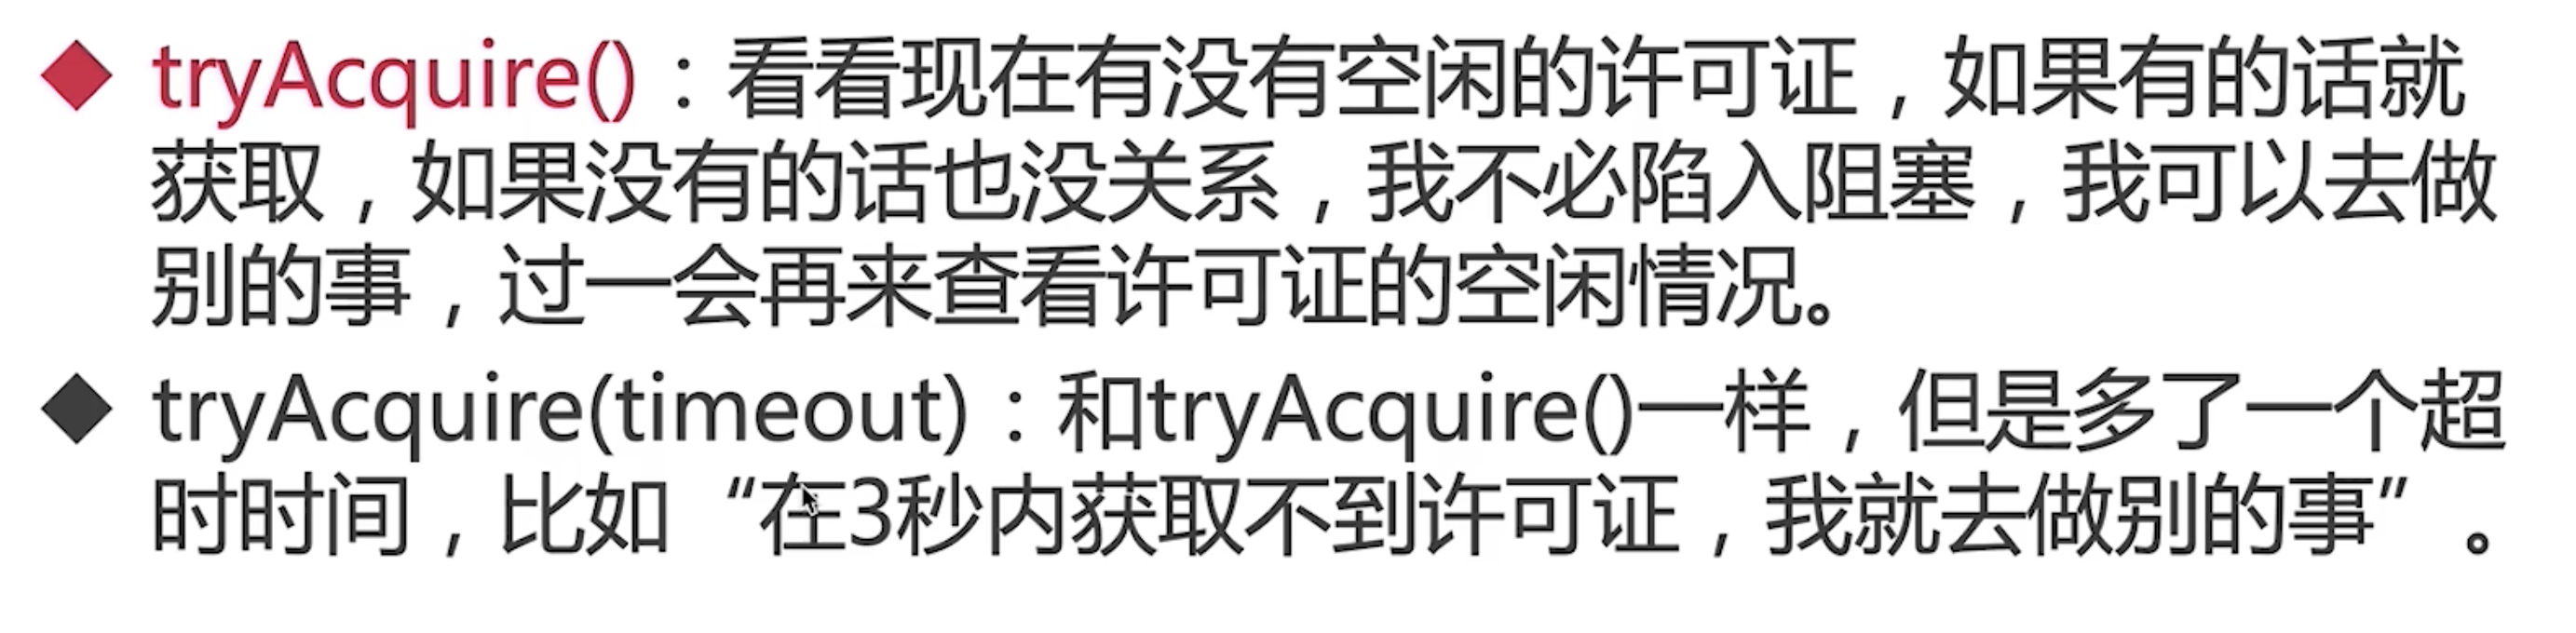 ◆ tryAcquire()：看看现在有没有空闲的许可证，如果有的话就
获取，如果没有的话也没关系，我不必陷入阻塞，我可以去做
别的事，过一会再来查看许可证的空闲情况。
◆ tryAcquire(timeout)：和tryAcquire()一样，但是多了一个超
时时间，比如“在3秒内获取不到许可证，我就去做别的事”。